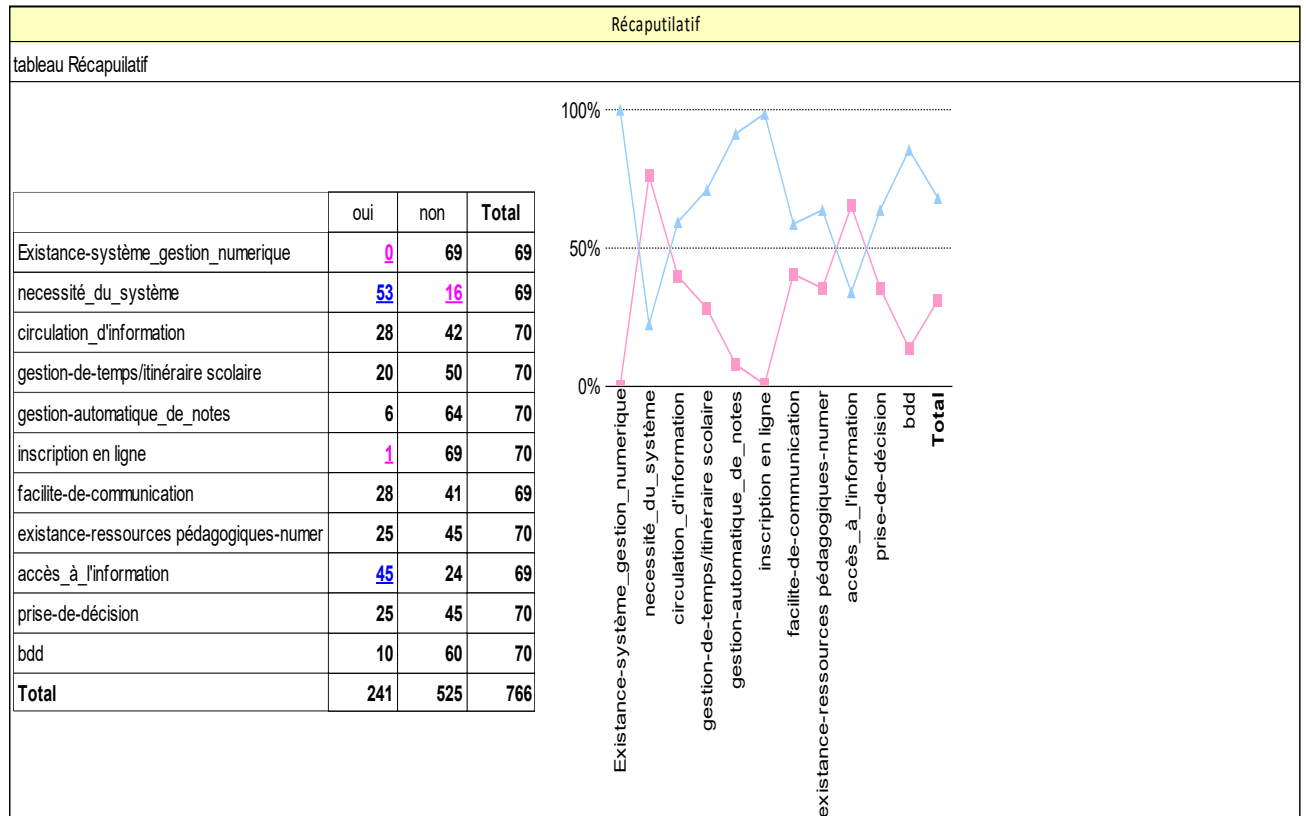 Récaputilatif
tableau Récapuilatif
oui non Total
Existance-système_gestion_numerique 0 69 69
necessité_du_système 53 16 69
circulation_d'information 28 42 70
gestion-de-temps/itinéraire scolaire 20 50 70
gestion-automatique_de_notes 6 64 70
inscription en ligne 1 69 70
facilite-de-communication 28 41 69
existance-ressources pédagogiques-numer 25 45 70
accès_à_l'information 45 24 69
prise-de-décision 25 45 70
bdd 10 60 70
Total 241 525 766
100%
50%
0%
Existance-système_gestion_numerique
necessité_du_système
circulation_d'information
gestion-de-temps/itinéraire scolaire
gestion-automatique_de_notes
inscription en ligne
facilite-de-communication
existance-ressources pédagogiques-numer
accès_à_l'information
prise-de-décision
bdd
Total